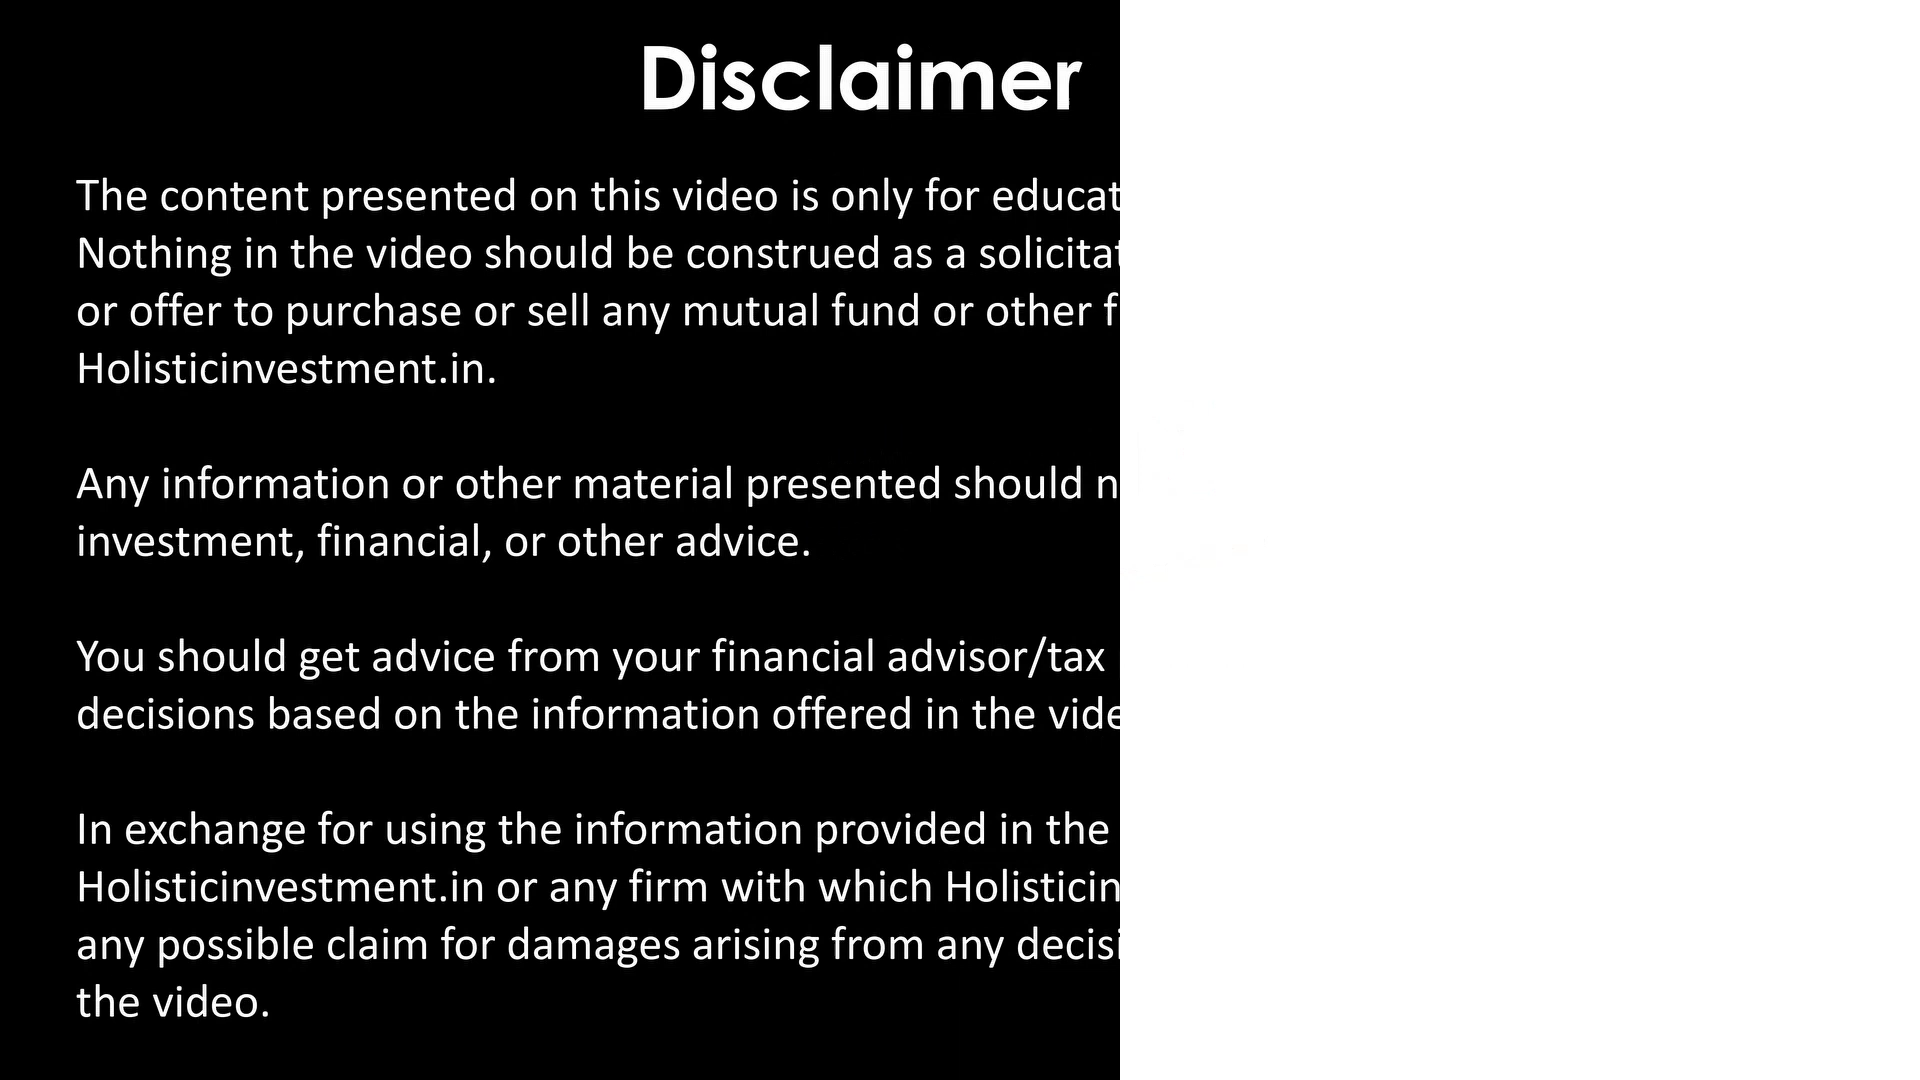 Disclaimer
The content presented on this video is only for educat
Nothing in the video should be construed as a solicitat
or offer to purchase or sell any mutual fund or other f
Holisticinvestment.in.
Any information or other material presented should n
investment, financial, or other advice.
You should get advice from your financial advisor/tax
decisions based on the information offered in the vide
In exchange for using the information provided in the
Holisticinvestment.in or any firm with which Holisticin
any possible claim for damages arising from any decisi
the video.